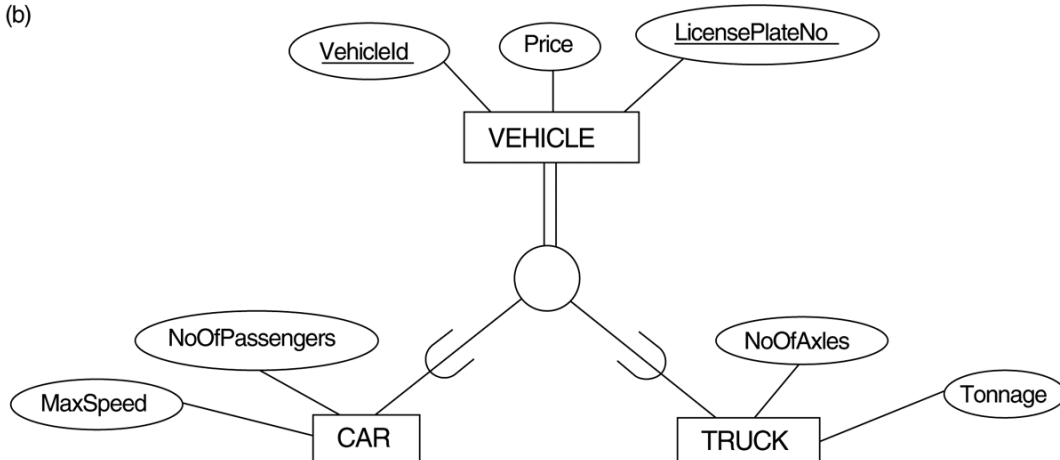 (b)
VehicleId
Price
LicensePlateNo
VEHICLE
NoOfPassengers
MaxSpeed
CAR
NoOfAxles
Tonnage
TRUCK